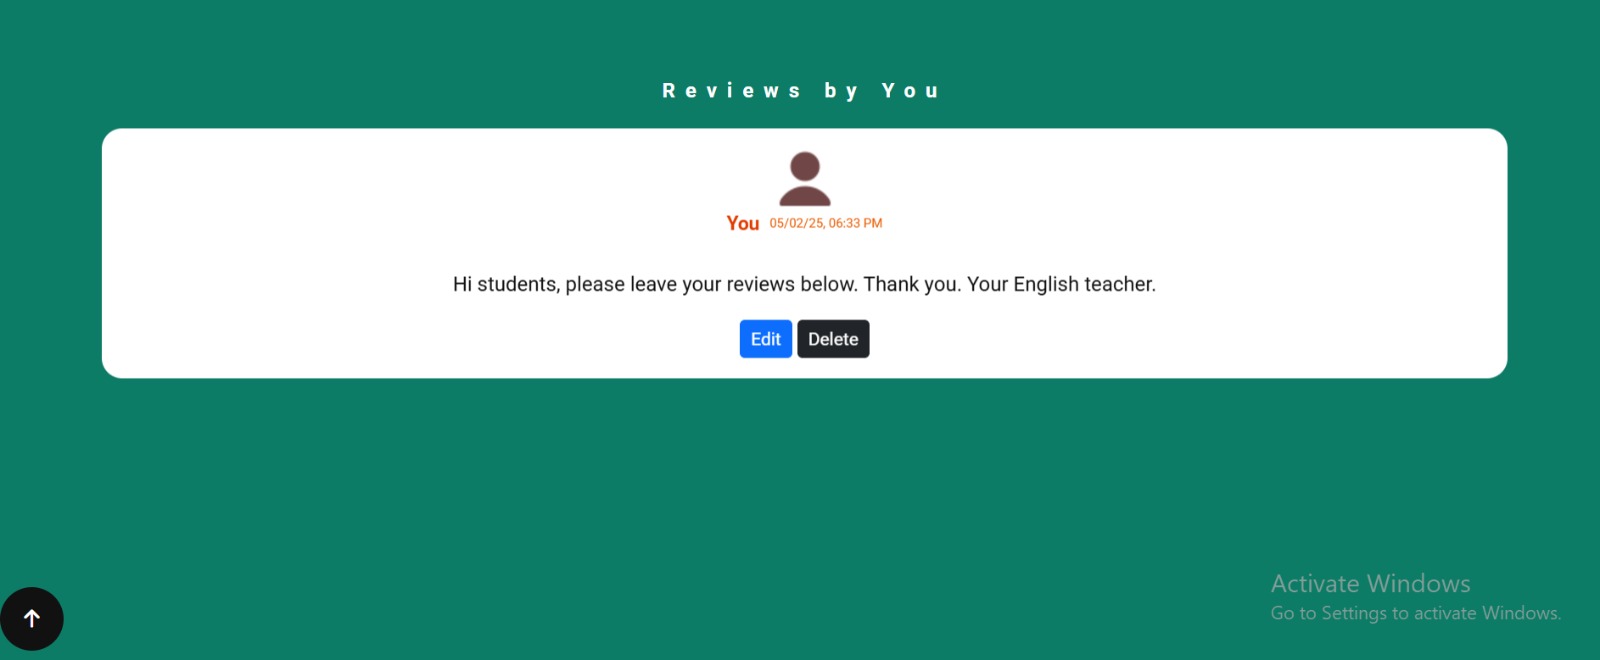 Reviews by You
You 05/02/25, 06:33 PM
Hi students, please leave your reviews below. Thank you. Your English teacher.
Edit Delete
Activate Windows
Go to Settings to activate Windows.